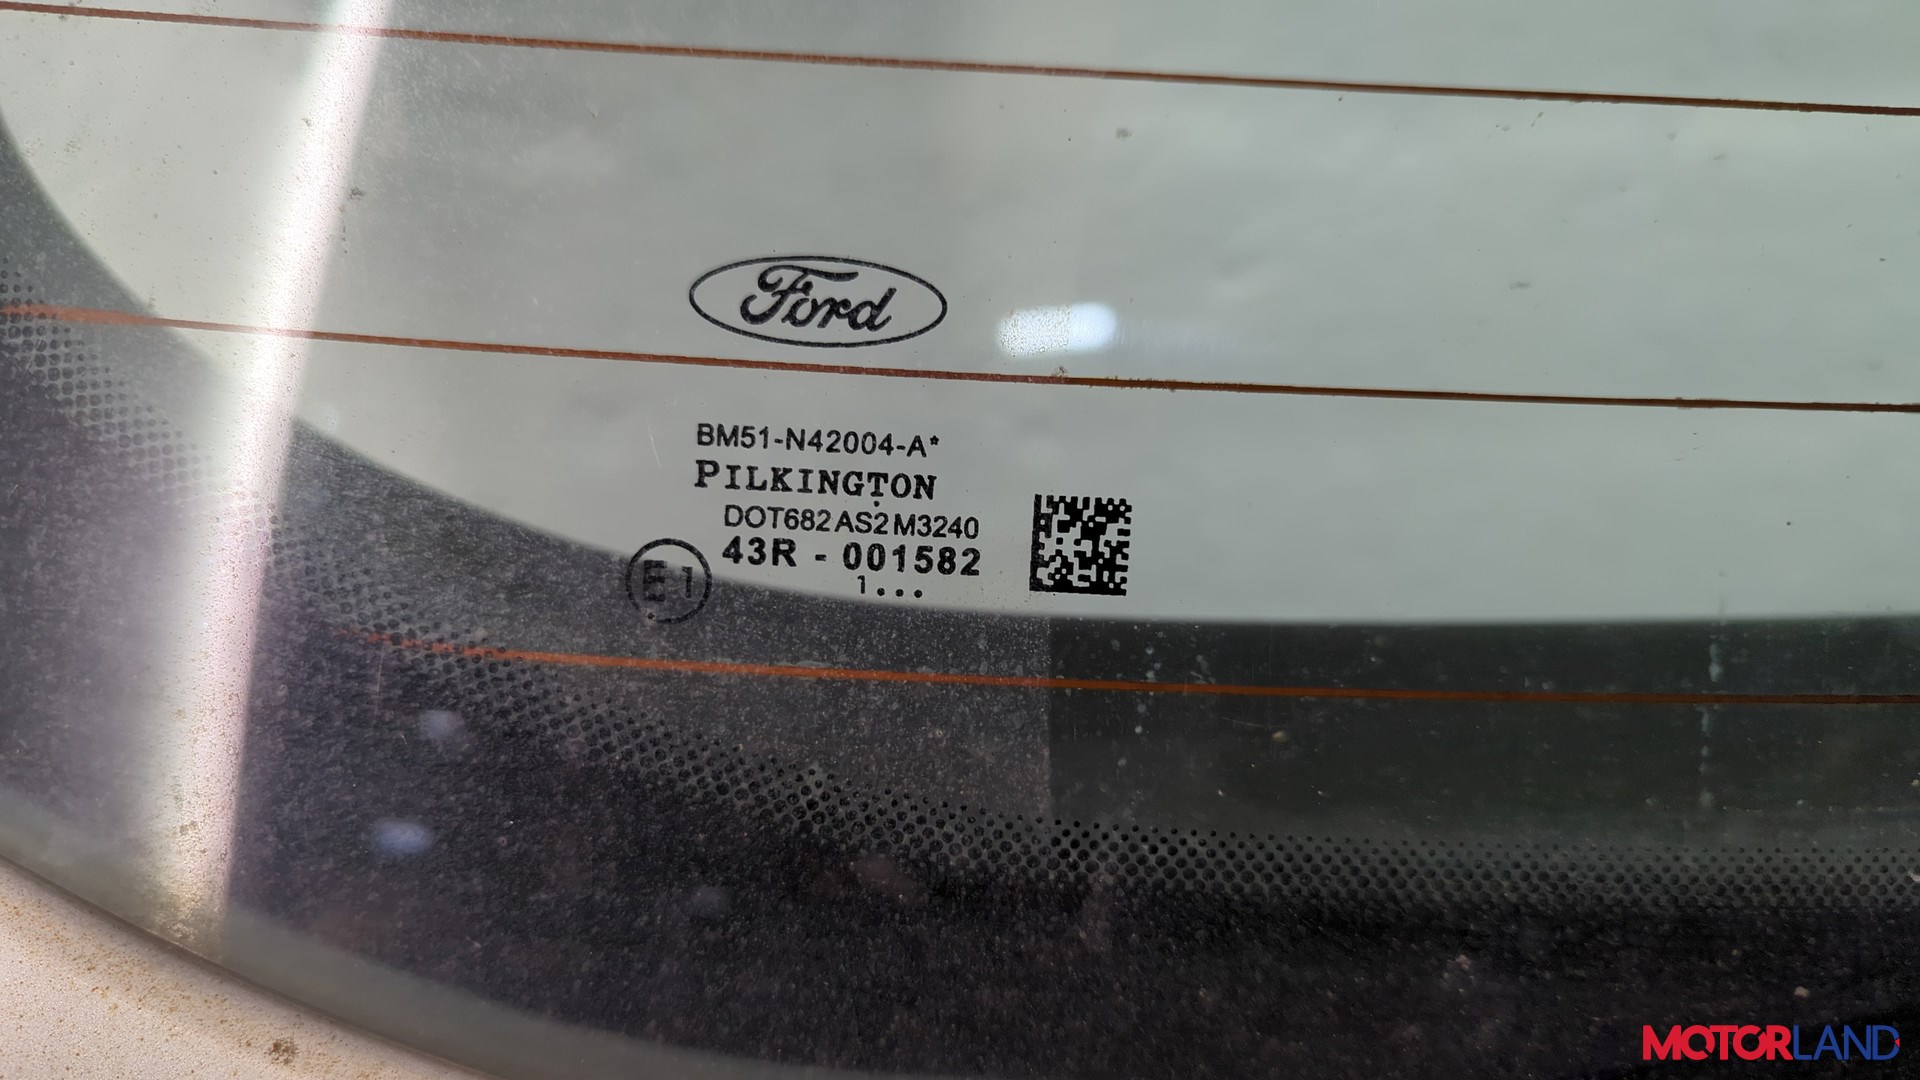 Ford
BM51-N42004-A*
PILKINGTON
DOT682 AS2 M3240
E1
43R - 001582
1...
MOTORLAND